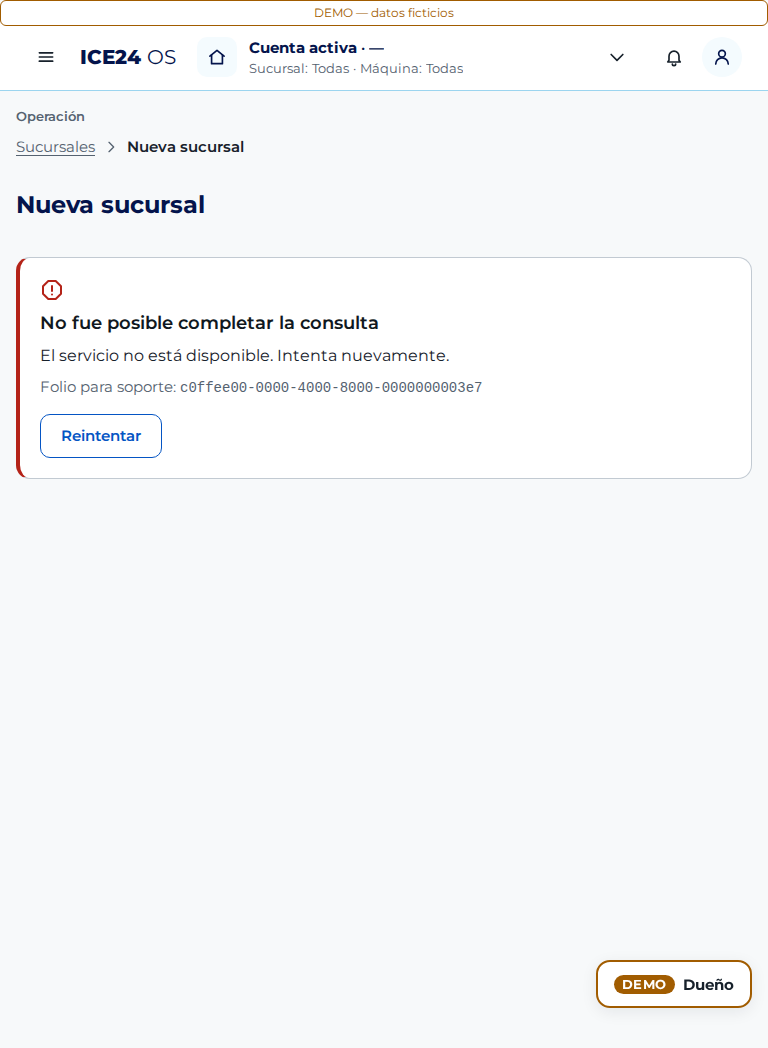 DEMO — datos ficticios
ICE24 OS
Cuenta activa · —
Sucursal: Todas · Máquina: Todas
Operación
Sucursales > Nueva sucursal
Nueva sucursal
No fue posible completar la consulta
El servicio no está disponible. Intenta nuevamente.
Folio para soporte: c0ffee00-0000-4000-8000-0000000003e7
Reintentar
DEMO Dueño